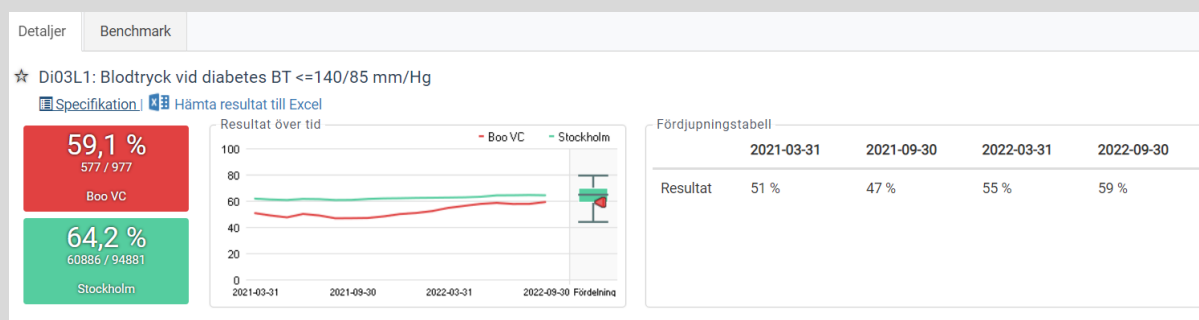 Detaljer Benchmark
Di03L1: Blodtryck vid diabetes BT <=140/85 mm/Hg
Specifikation | Hämta resultat till Excel
59,1 %
577 / 977
Boo VC
64,2 %
60886 / 94881
Stockholm
Resultat över tid
Boo VC Stockholm
100
80
60
40
20
0
2021-03-31 2021-09-30 2022-03-31 2022-09-30 Fördelning
Fördjupningstabell
2021-03-31 2021-09-30 2022-03-31 2022-09-30
Resultat 51 % 47 % 55 % 59 %